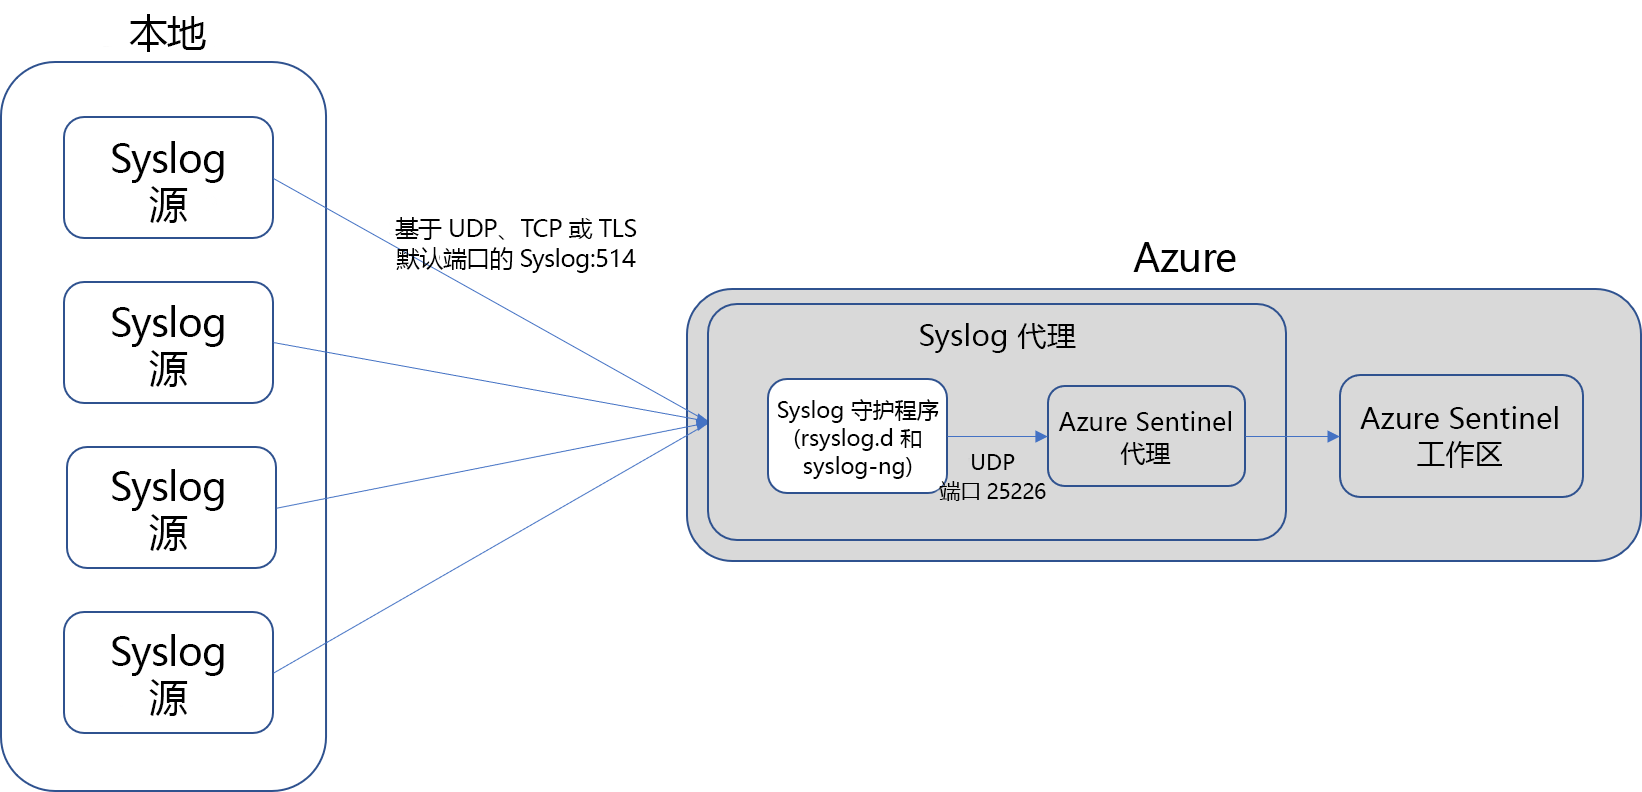 本地
Syslog
源
Syslog
源
Syslog
源
Syslog
源
基于 UDP、TCP 或 TLS
默认端口的 Syslog:514
Azure
Syslog 代理
Syslog 守护程序
(rsyslog.d 和
syslog-ng)
UDP
端口 25226
Azure Sentinel
代理
Azure Sentinel
工作区